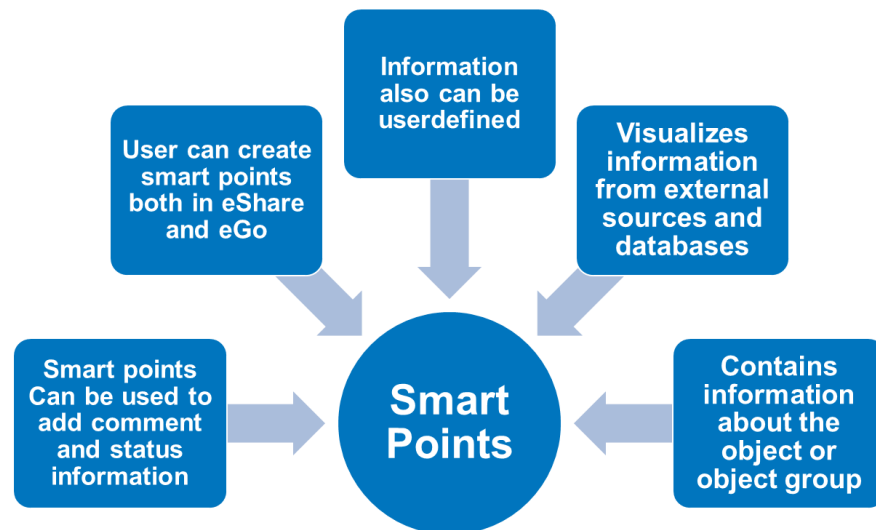 Information
also can be
userdefined
User can create
smart points
both in eShare
and eGo
Visualizes
information
from external
sources and
databases
Smart points
Can be used to
add comment
and status
information
Smart
Points
Contains
information
about the
object or
object group